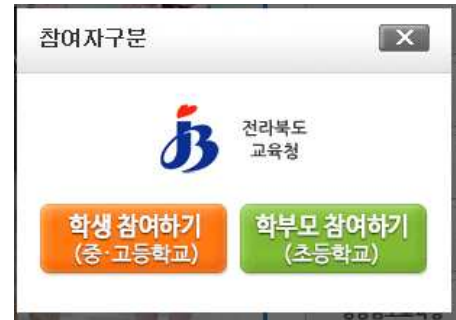 참여자구분
전라북도
교육청
학생 참여하기
(중·고등학교)
학부모 참여하기
(초등학교)